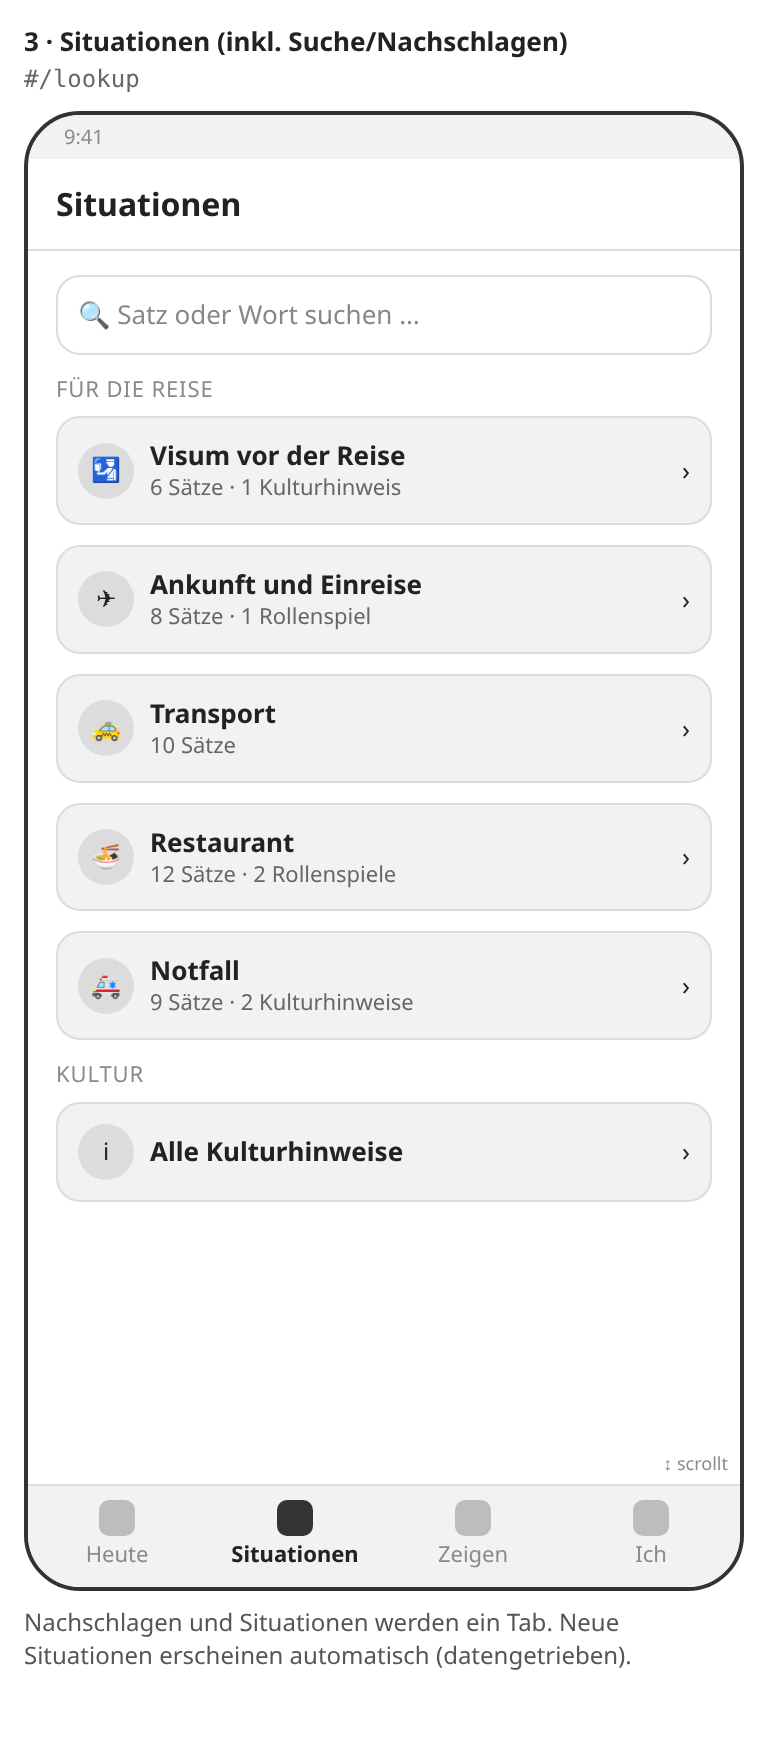 3 · Situationen (inkl. Suche/Nachschlagen)
#/lookup
9:41
Situationen
🔍 Satz oder Wort suchen …
FÜR DIE REISE
Visum vor der Reise
6 Sätze · 1 Kulturhinweis
›
Ankunft und Einreise
8 Sätze · 1 Rollenspiel
›
Transport
10 Sätze
›
Restaurant
12 Sätze · 2 Rollenspiele
›
Notfall
9 Sätze · 2 Kulturhinweise
›
KULTUR
i Alle Kulturhinweise ›
↕ scrollt
Heute Situationen Zeigen Ich
Nachschlagen und Situationen werden ein Tab. Neue
Situationen erscheinen automatisch (datengetrieben).